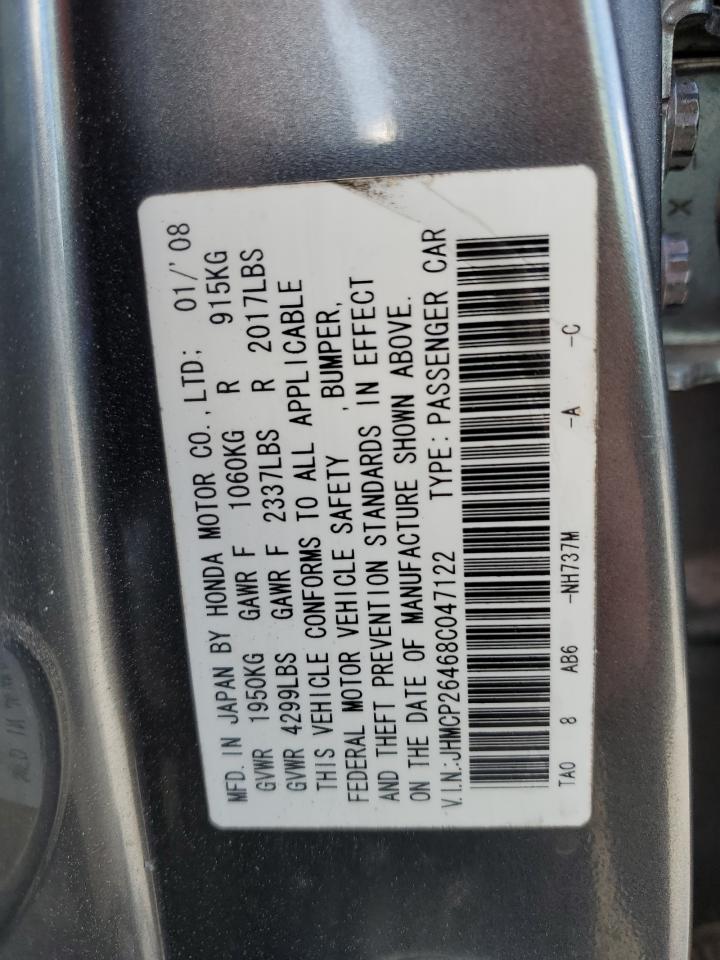 MFD. IN JAPAN BY HONDA MOTOR CO., LTD; 01/'08
GVWR 1950KG GAWR F 1060KG R 915KG
GVWR 4299LBS GAWR F 2337LBS R 2017LBS
THIS VEHICLE CONFORMS TO ALL APPLICABLE
FEDERAL MOTOR VEHICLE SAFETY , BUMPER,
AND THEFT PREVENTION STANDARDS IN EFFECT
ON THE DATE OF MANUFACTURE SHOWN ABOVE.
V.I.N.:JHMCP26468C047122 TYPE: PASSENGER CAR
TA0 8 AB6 -NH737M -A -C
X